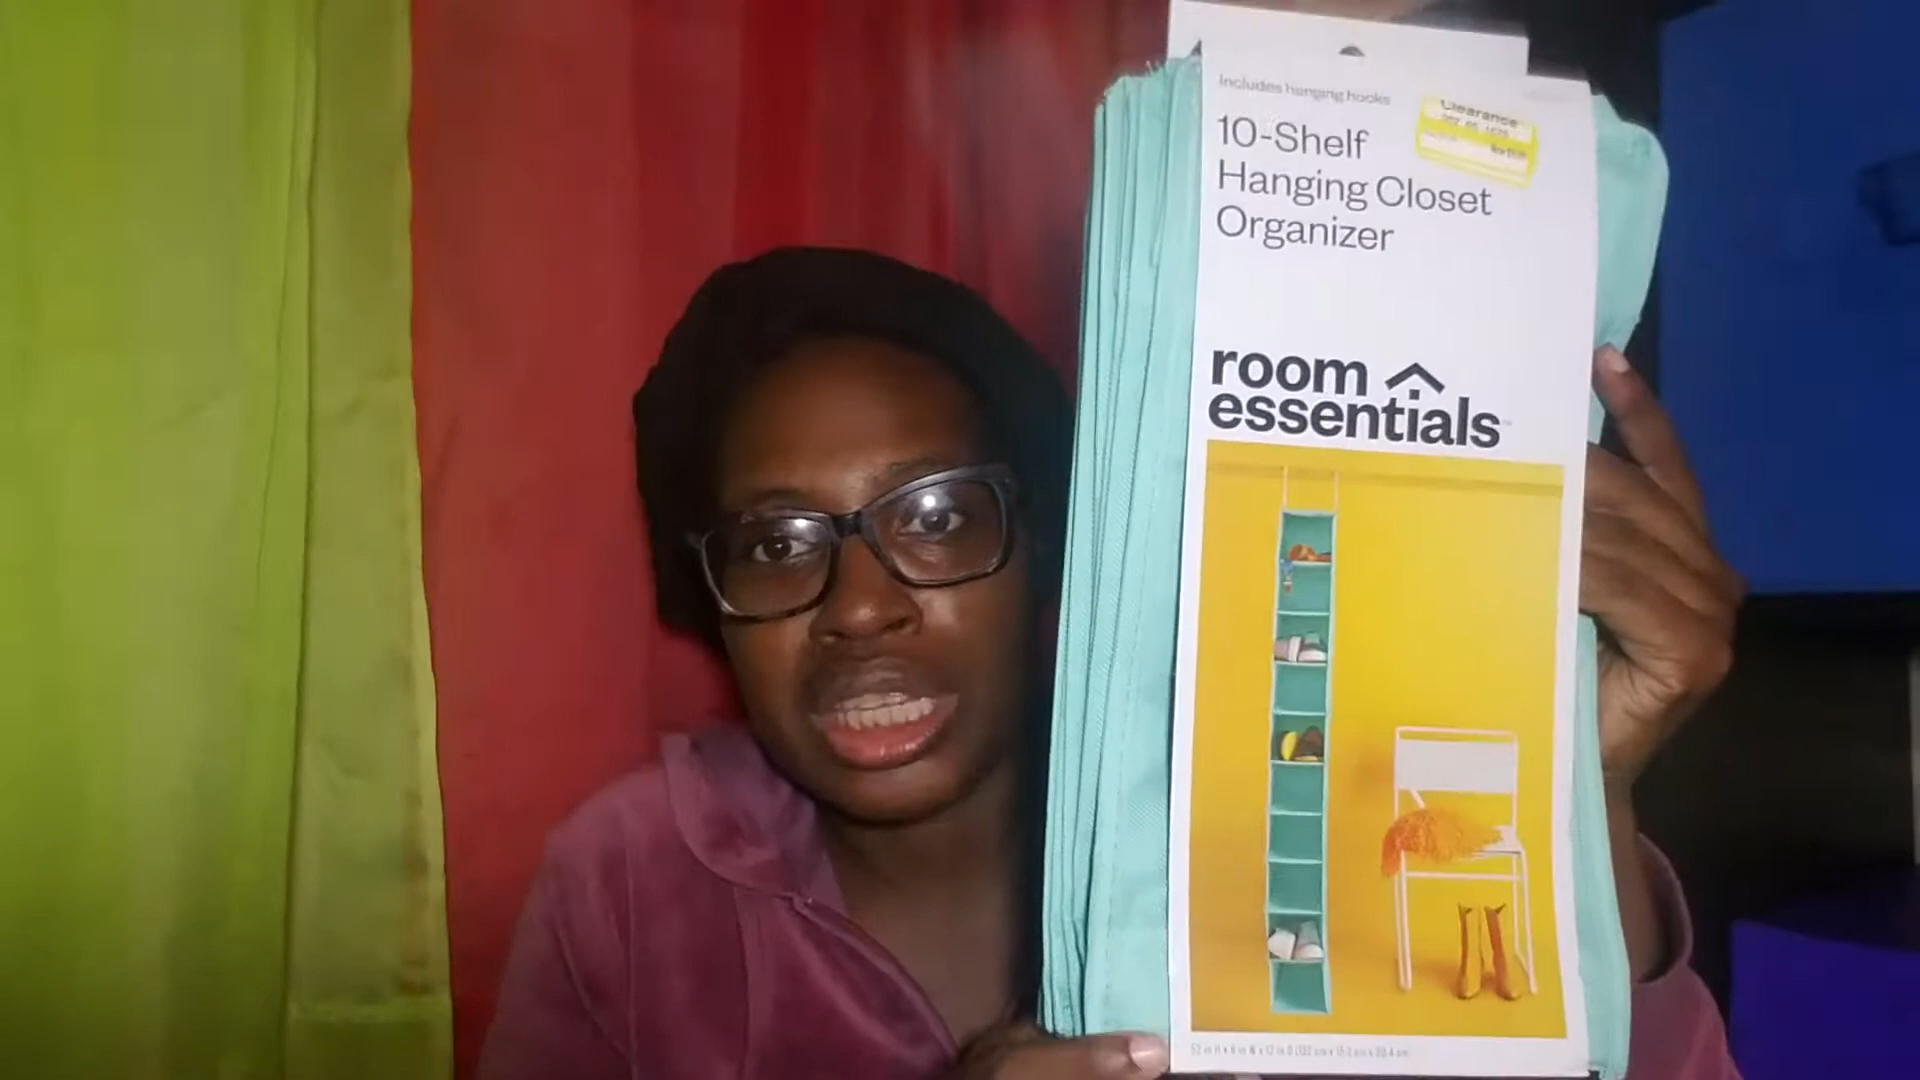 Includes hanging hooks
Clearance
10-Shelf
Hanging Closet
Organizer
room
essentials